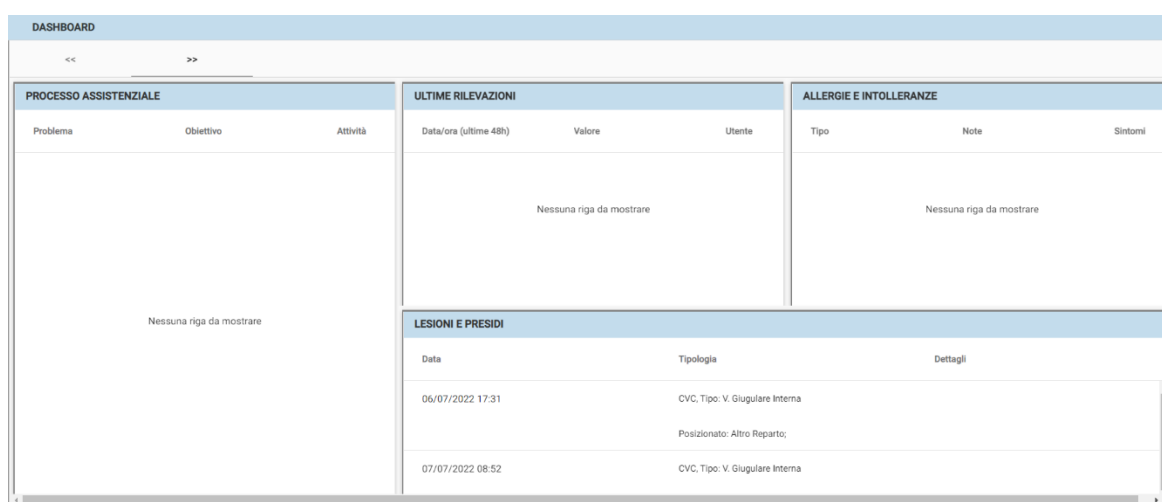 DASHBOARD
<< >>
PROCESSO ASSISTENZIALE
Problema Obiettivo Attività
Nessuna riga da mostrare
ULTIME RILEVAZIONI
Data/ora (ultime 48h) Valore Utente
Nessuna riga da mostrare
ALLERGIE E INTOLLERANZE
Tipo Note Sintomi
Nessuna riga da mostrare
LESIONI E PRESIDI
Data Tipologia Dettagli
06/07/2022 17:31 CVC, Tipo: V. Giugulare Interna
Posizionato: Altro Reparto;
07/07/2022 08:52 CVC, Tipo: V. Giugulare Interna